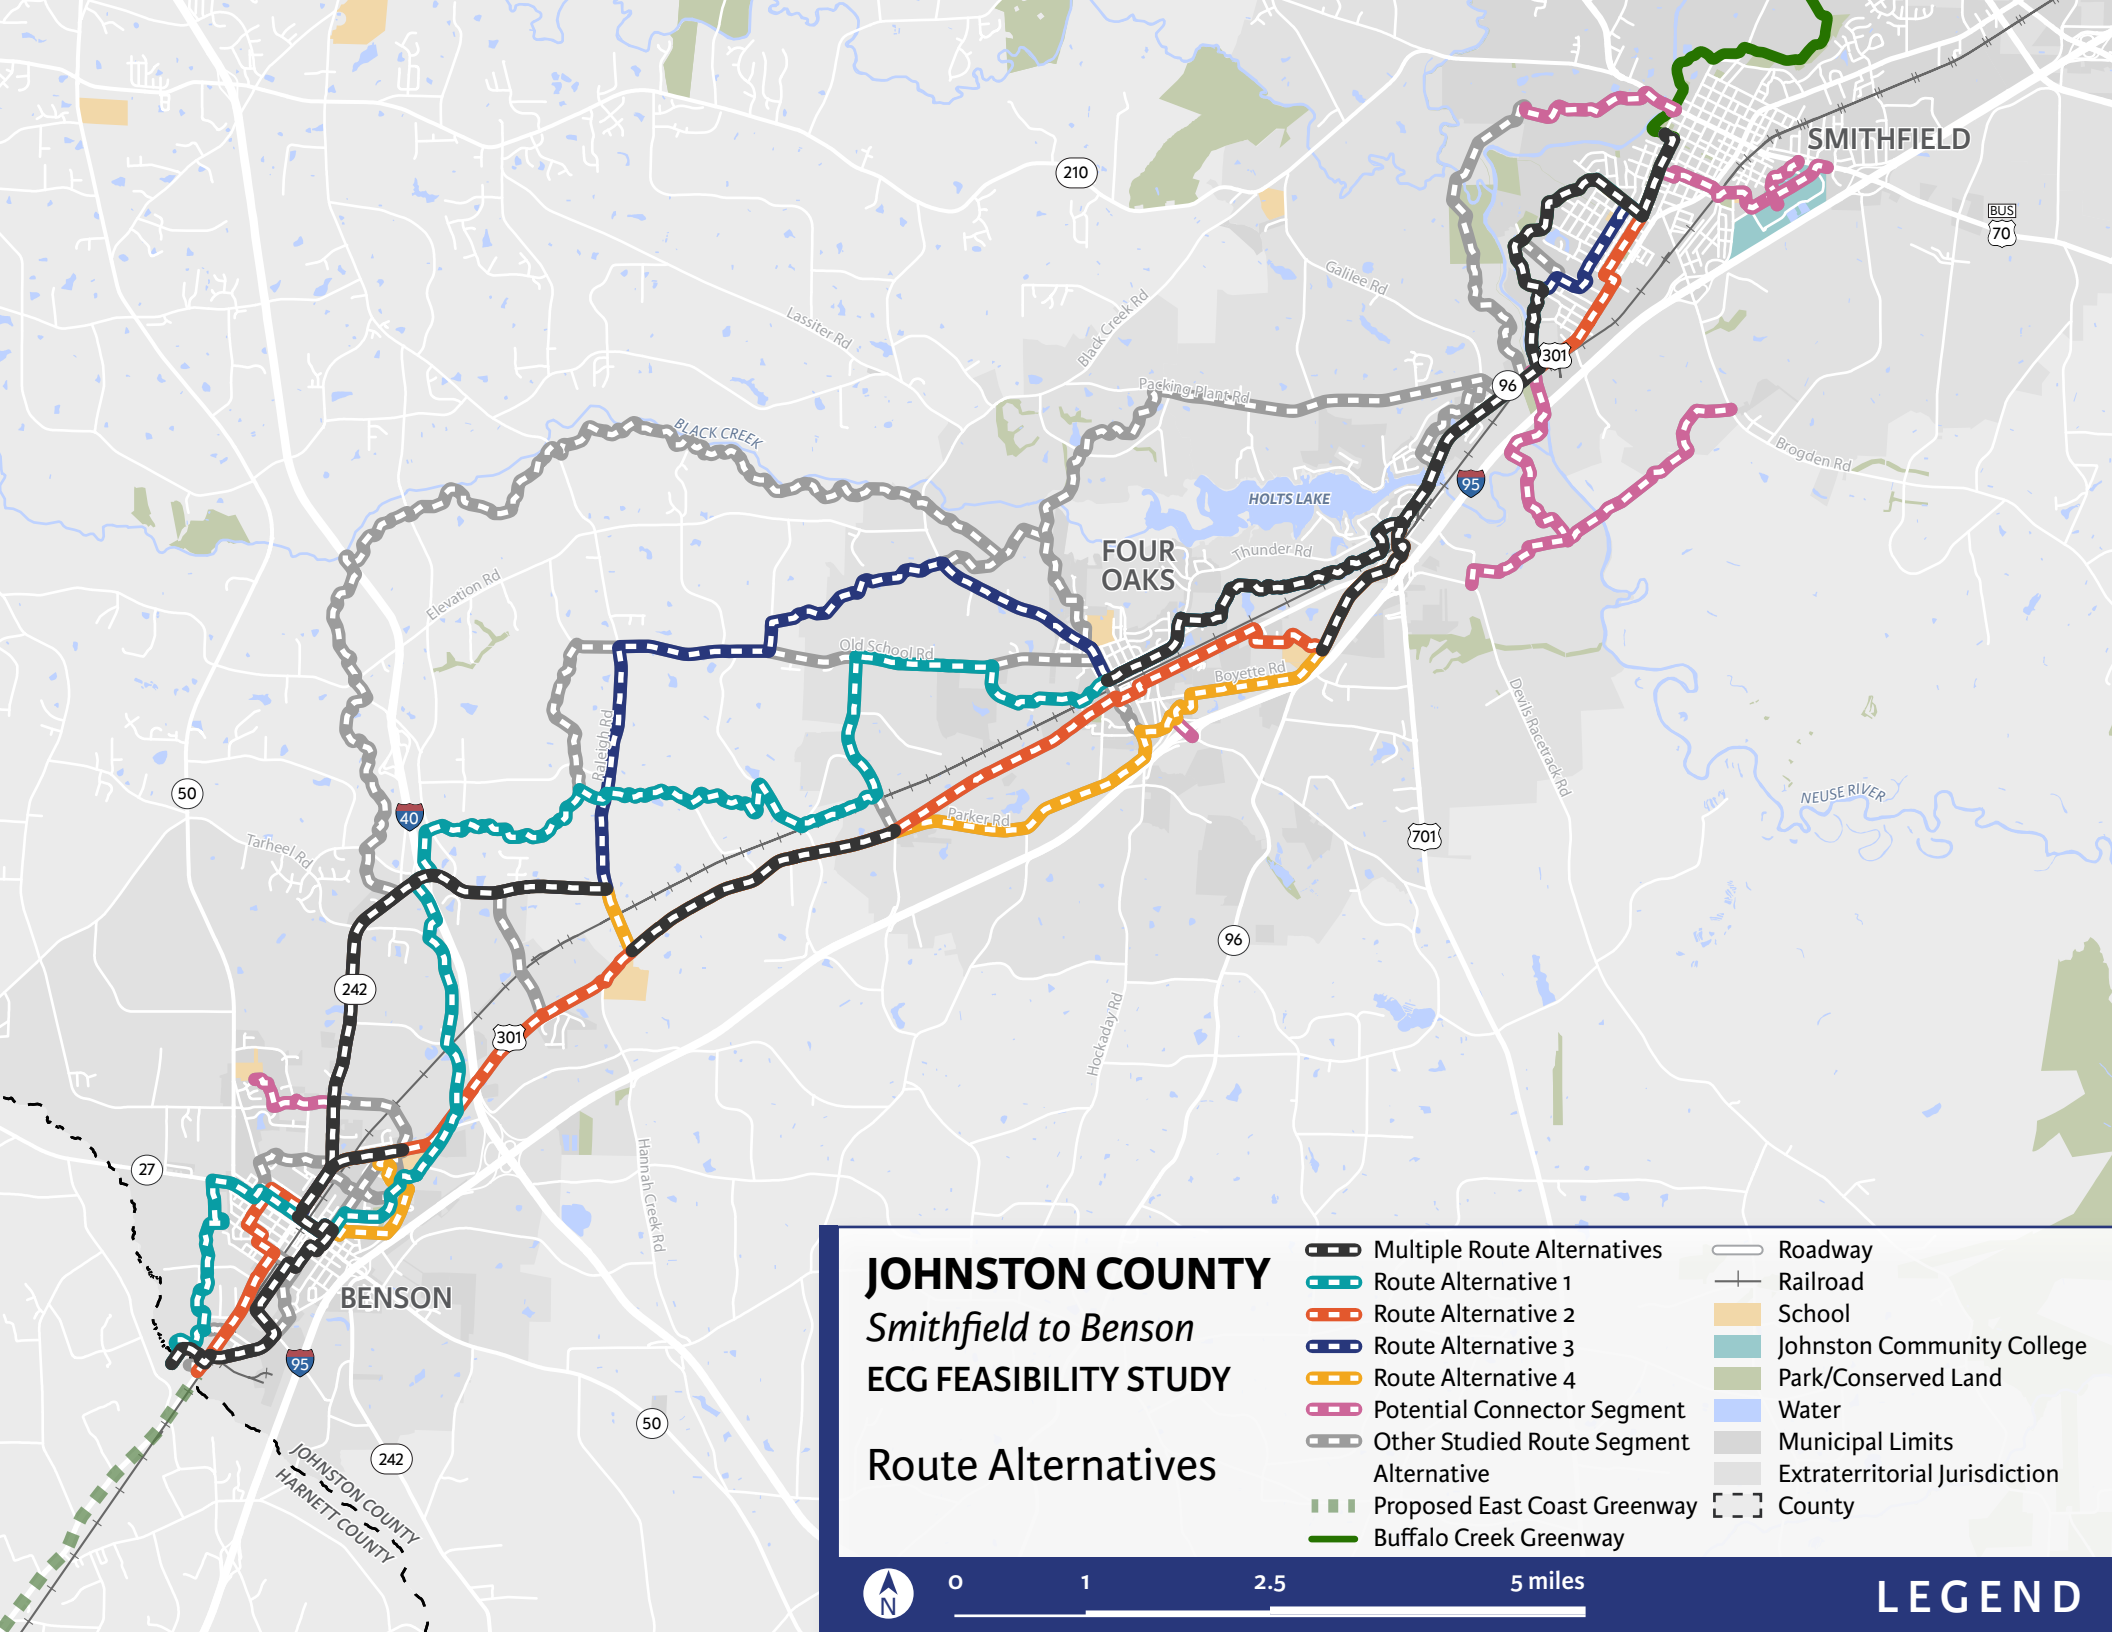 SMITHFIELD
210
BUS
70
Galilee Rd
Lassiter Rd
Black Creek Rd
301
96
Packing Plant Rd
BLACK CREEK
Brogden Rd
95
HOLTS LAKE
FOUR
OAKS
Thunder Rd
Elevation Rd
Old School Rd
Boyette Rd
Devils Racetrack Rd
Raleigh Rd
50
40
Parker Rd
NEUSE RIVER
701
Tarheel Rd
96
242
301
Hockaday Rd
27
Hannah Creek Rd
BENSON
95
50
242
JOHNSTON COUNTY
HARNETT COUNTY
JOHNSTON COUNTY
Smithfield to Benson
ECG FEASIBILITY STUDY
Route Alternatives
Multiple Route Alternatives
Route Alternative 1
Route Alternative 2
Route Alternative 3
Route Alternative 4
Potential Connector Segment
Other Studied Route Segment
Alternative
Proposed East Coast Greenway
Buffalo Creek Greenway
Roadway
Railroad
School
Johnston Community College
Park/Conserved Land
Water
Municipal Limits
Extraterritorial Jurisdiction
County
N
0 1 2.5 5 miles
LEGEND